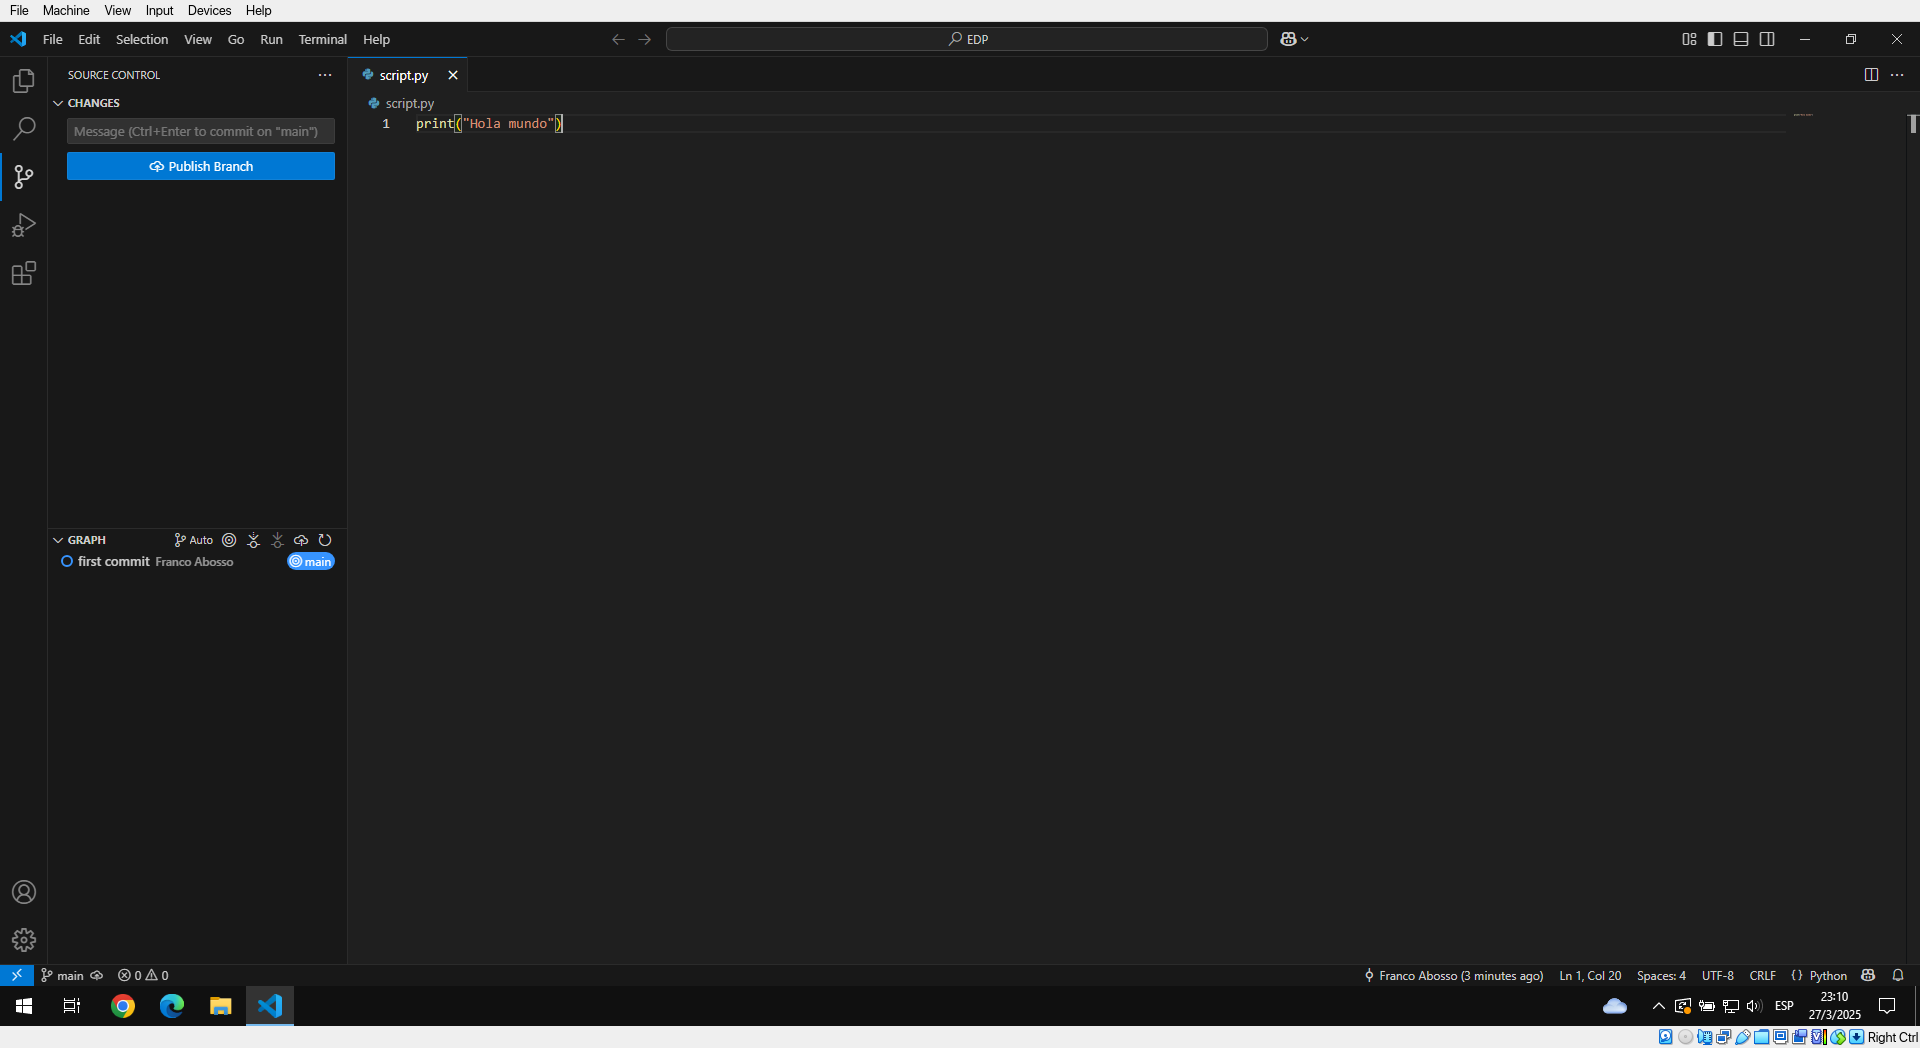 File Machine View Input Devices Help
File Edit Selection View Go Run Terminal Help
EDP
SOURCE CONTROL
script.py
CHANGES
script.py
Message (Ctrl+Enter to commit on "main")
1 print("Hola mundo")
Publish Branch
GRAPH Auto
first commit Franco Abosso main
main 0 0 Franco Abosso (3 minutes ago) Ln 1, Col 20 Spaces: 4 UTF-8 CRLF {} Python
ESP 23:10
27/3/2025
Right Ctrl